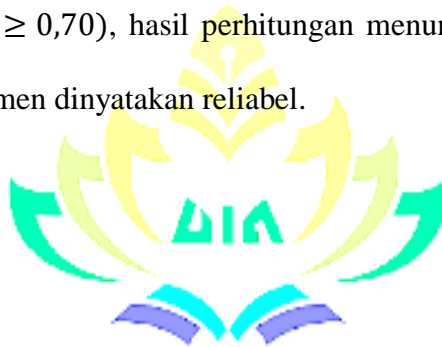 ≥ 0,70), hasil perhitungan menu
men dinyatakan reliabel.
UIN